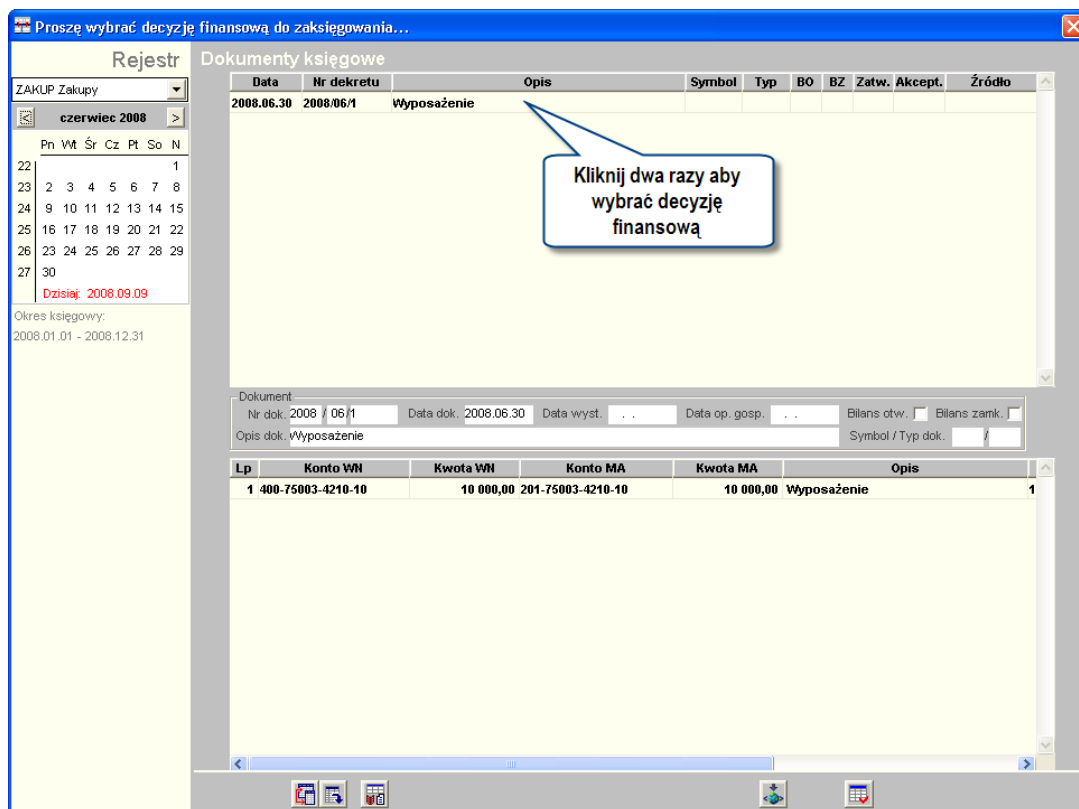 Proszę wybrać decyzję finansową do zaksięgowania...
Rejestr
Dokumenty księgowe
ZAKUP Zakupy
czerwiec 2008
Pn Wt Śr Cz Pt So N
22 1
23 2 3 4 5 6 7 8
24 9 10 11 12 13 14 15
25 16 17 18 19 20 21 22
26 23 24 25 26 27 28 29
27 30
Dzisiaj: 2008.09.09
Okres księgowy:
2008.01.01 - 2008.12.31
Data Nr dekretu Opis Symbol Typ BO BZ Zatw. Akcept. Źródło
2008.06.30 2008/06/1 Wyposażenie
Kliknij dwa razy aby
wybrać decyzję
finansową
Dokument
Nr dok. 2008 / 06 /1 Data dok. 2008.06.30 Data wyst. . . Data op. gosp. . . Bilans otw. Bilans zamk.
Opis dok. Wyposażenie Symbol / Typ dok. /
Lp Konto WN Kwota WN Konto MA Kwota MA Opis
1 400-75003-4210-10 10 000,00 201-75003-4210-10 10 000,00 Wyposażenie 1